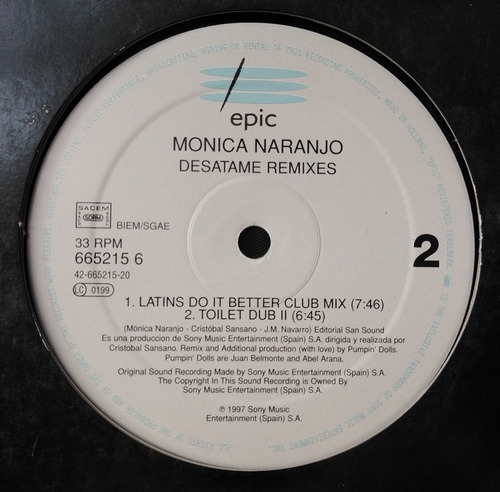 epic
MONICA NARANJO
DESATAME REMIXES
SACEM
SDRM
BIEM/SGAE
33 RPM
665215 6
42-665215-20
LC 0199
2
1. LATINS DO IT BETTER CLUB MIX (7:46)
2. TOILET DUB II (6:45)
(Mónica Naranjo - Cristóbal Sansano - J.M. Navarro) Editorial San Sound
Es una produccion de Sony Music Entertainment (Spain) S.A. dirigida y realizada por
Cristobal Sansano. Remix and Additional production (with love) by Pumpin' Dolls.
Pumpin' Dolls are Juan Belmonte and Abel Arana.
Original Sound Recording Made by Sony Music Entertainment (Spain) S.A.
The Copyright In This Sound Recording is Owned By
Sony Music Entertainment (Spain) S.A.
℗ 1997 Sony Music
Entertainment (Spain) S.A.